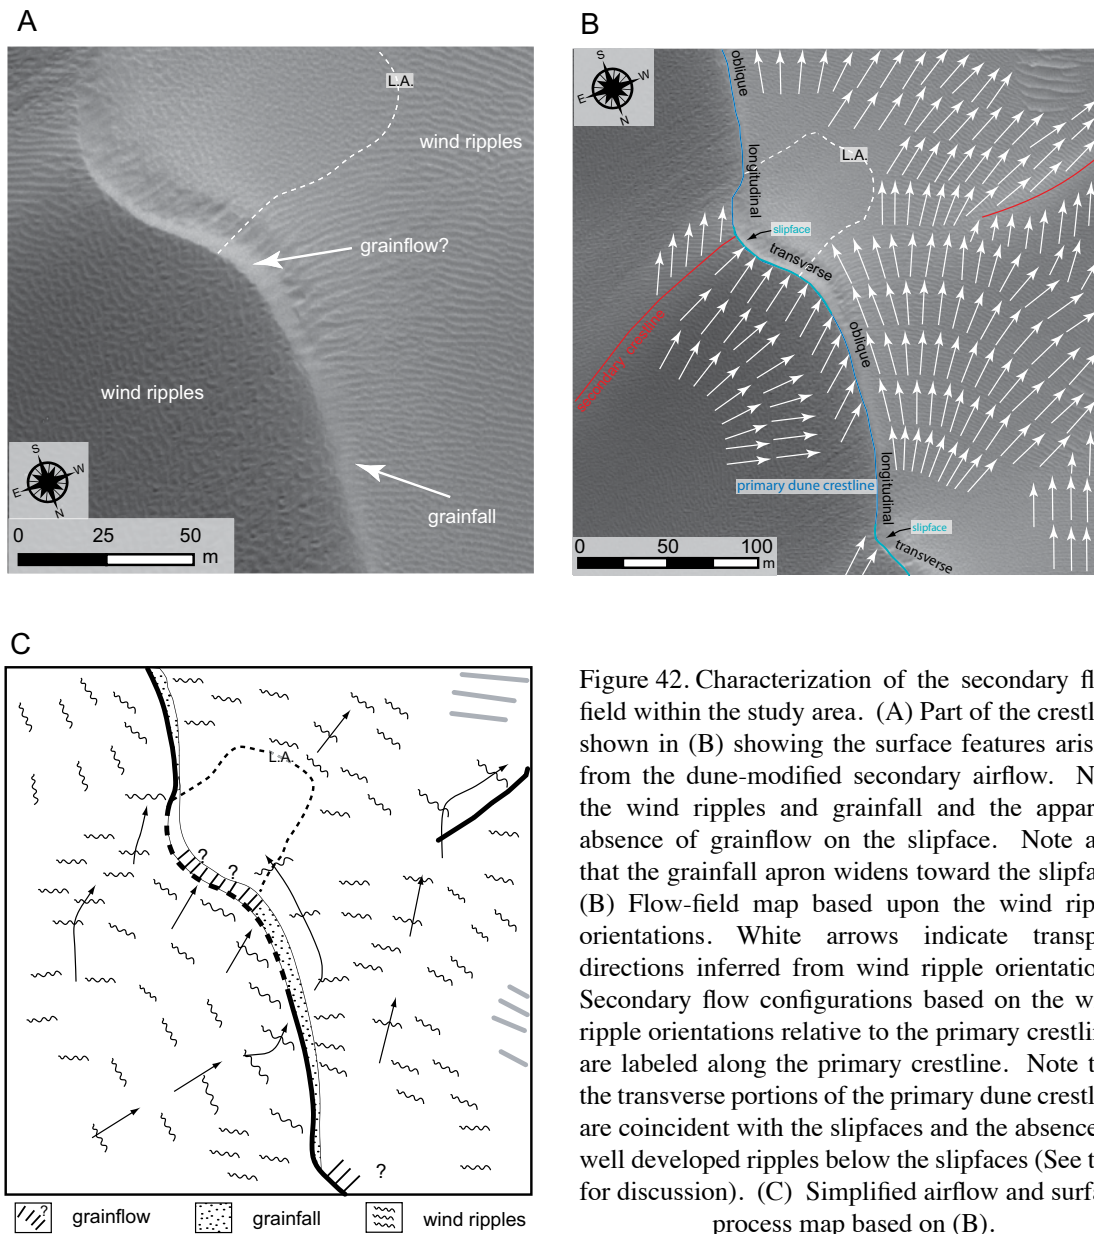 A
L.A.
wind ripples
grainflow?
wind ripples
grainfall
S
W
E
N
0 25 50
m
B
S
W
E
N
oblique
L.A.
longitudinal
slipface
transverse
secondary crestline
oblique
primary dune crestline
longitudinal
slipface
transverse
0 50 100
m
C
L.A.
?
?
?
? grainflow
grainfall
wind ripples
Figure 42. Characterization of the secondary fl
field within the study area. (A) Part of the crestl
shown in (B) showing the surface features aris
from the dune-modified secondary airflow. N
the wind ripples and grainfall and the appar
absence of grainflow on the slipface. Note a
that the grainfall apron widens toward the slipfa
(B) Flow-field map based upon the wind rip
orientations. White arrows indicate transp
directions inferred from wind ripple orientatio
Secondary flow configurations based on the w
ripple orientations relative to the primary crestlin
are labeled along the primary crestline. Note t
the transverse portions of the primary dune crestl
are coincident with the slipfaces and the absence
well developed ripples below the slipfaces (See t
for discussion). (C) Simplified airflow and surfa
process map based on (B).